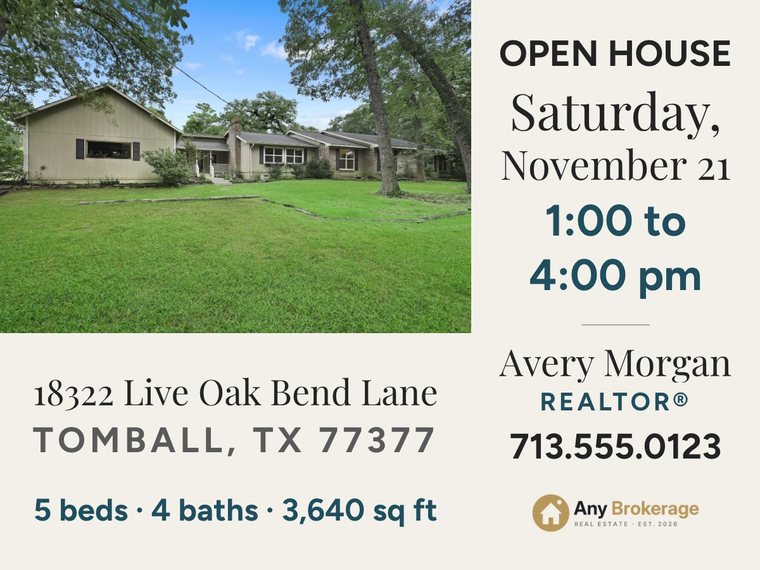 OPEN HOUSE
Saturday,
November 21
1:00 to
4:00 pm
Avery Morgan
REALTOR®
713.555.0123
Any Brokerage
REAL ESTATE · EST. 2026
18322 Live Oak Bend Lane
TOMBALL, TX 77377
5 beds · 4 baths · 3,640 sq ft